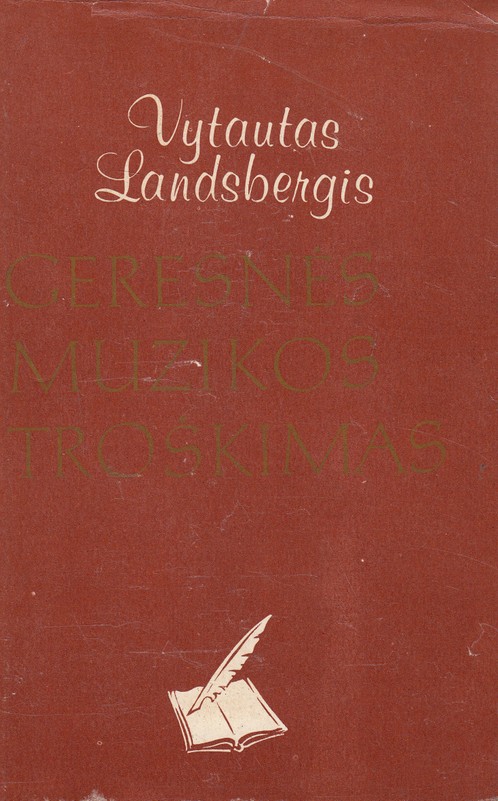 Vytautas
Landsbergis
GERESNĖS
MUZIKOS
TROŠKIMAS